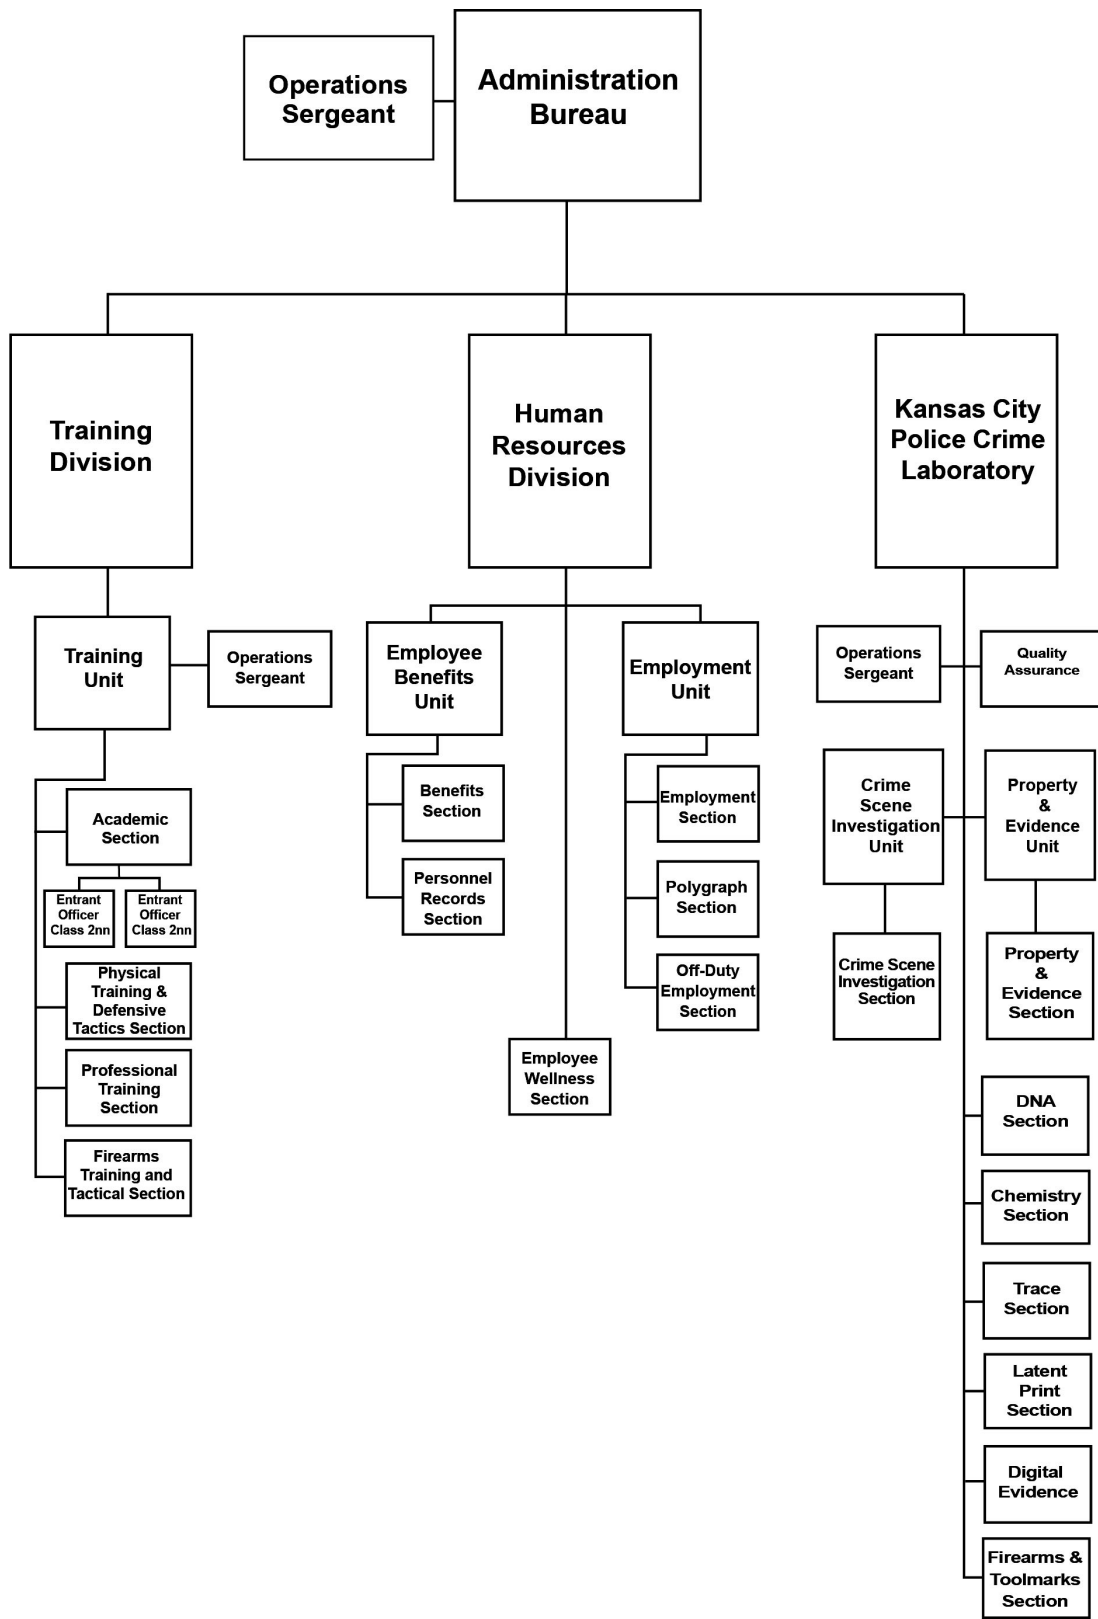 Operations
Sergeant
Administration
Bureau
Training
Division
Human
Resources
Division
Kansas City
Police Crime
Laboratory
Training
Unit
Operations
Sergeant
Employee
Benefits
Unit
Employment
Unit
Operations
Sergeant
Quality
Assurance
Academic
Section
Entrant
Officer
Class 2nn
Entrant
Officer
Class 2nn
Physical
Training &
Defensive
Tactics Section
Professional
Training
Section
Firearms
Training and
Tactical Section
Benefits
Section
Personnel
Records
Section
Employment
Section
Polygraph
Section
Off-Duty
Employment
Section
Employee
Wellness
Section
Crime
Scene
Investigation
Unit
Property
&
Evidence
Unit
Crime Scene
Investigation
Section
Property
&
Evidence
Section
DNA
Section
Chemistry
Section
Trace
Section
Latent
Print
Section
Digital
Evidence
Firearms &
Toolmarks
Section